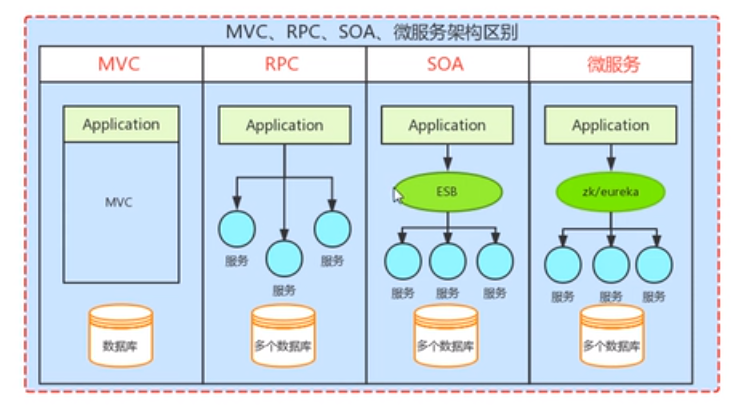 MVC、RPC、SOA、微服务架构区别
MVC
RPC
SOA
微服务
Application
Application
Application
Application
MVC
ESB
zk/eureka
服务
服务
服务
服务
服务
服务
服务
服务
服务
数据库
多个数据库
多个数据库
多个数据库